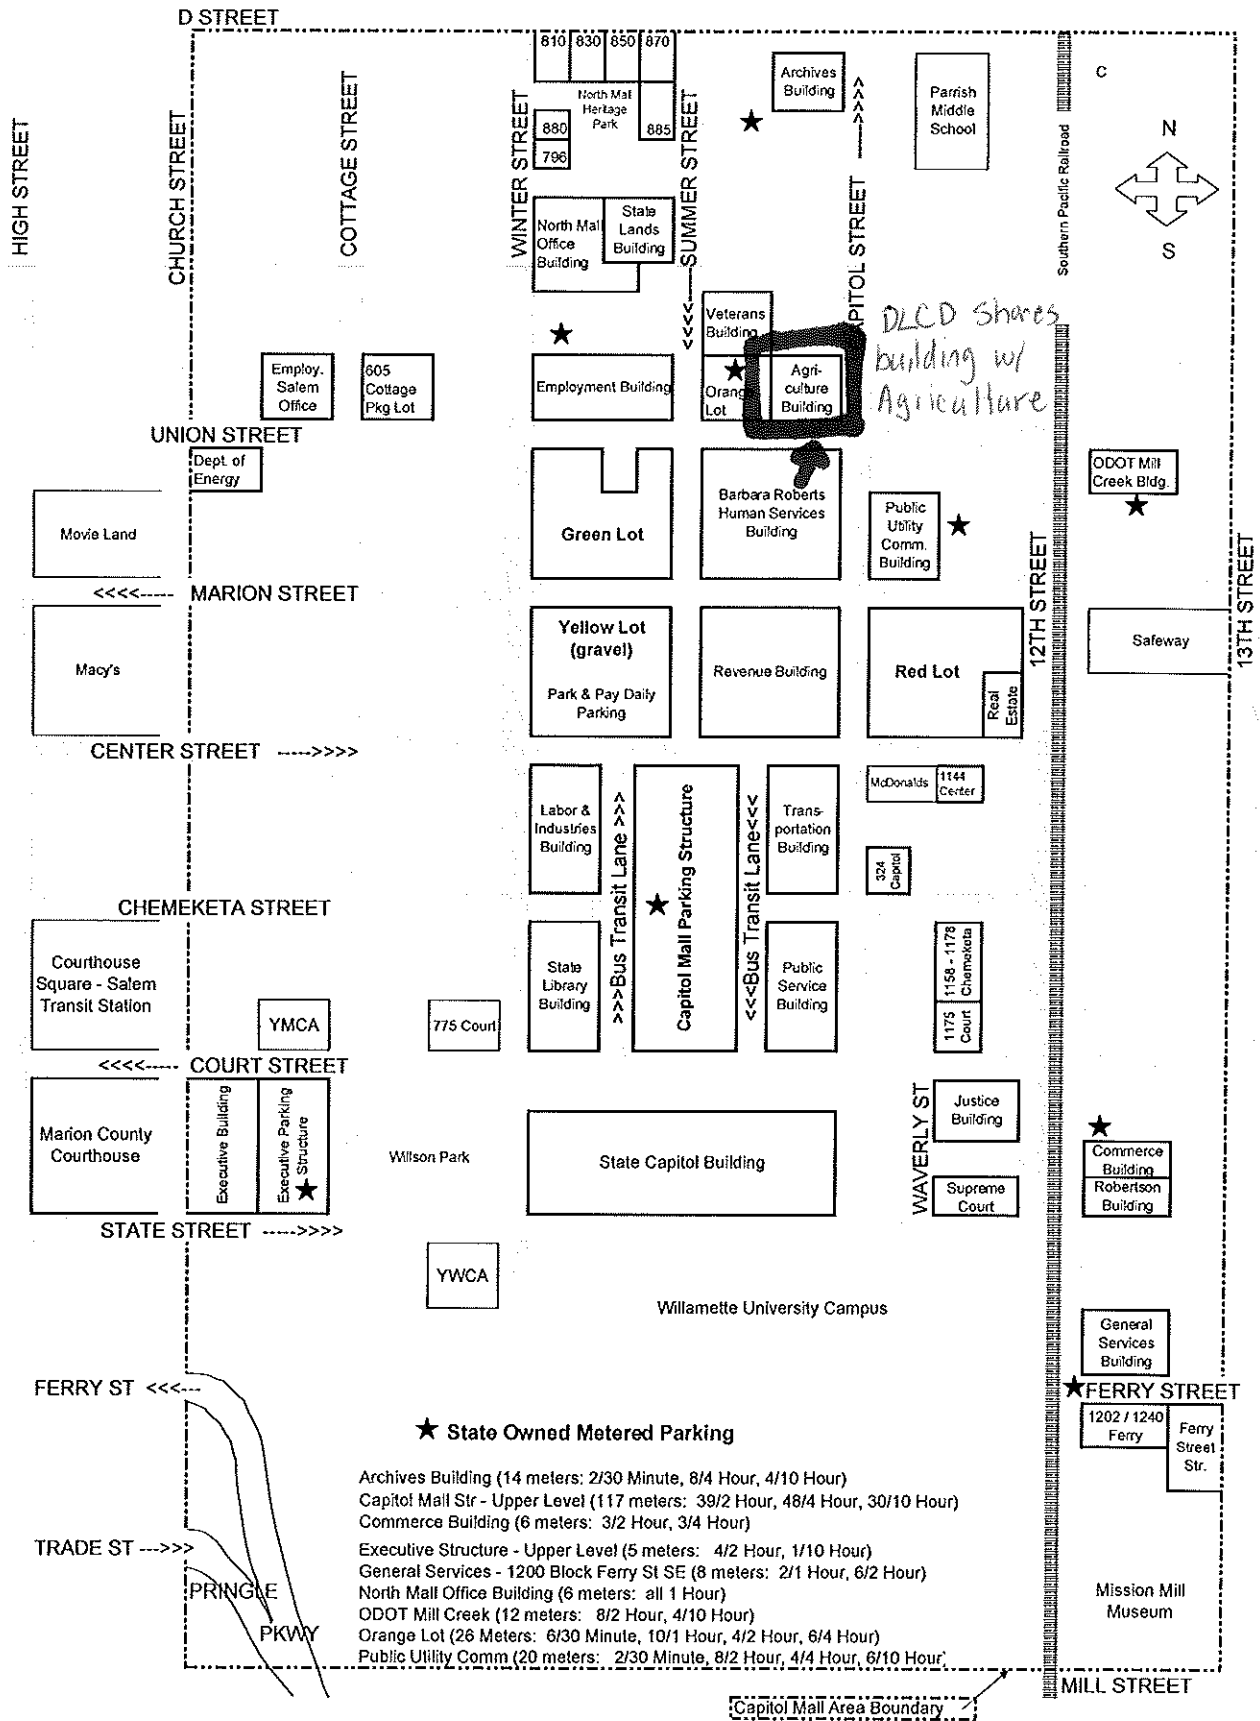 D STREET
HIGH STREET
CHURCH STREET
COTTAGE STREET
WINTER STREET
SUMMER STREET
<<<<-----
CAPITOL STREET
---->>>>
810 830 850 870
North Mall
Heritage
Park
880
796
885
Archives
Building
Parrish
Middle
School
Southern Pacific Railroad
C
N
S
North Mall
Office
Building
State
Lands
Building
Veterans
Building
Employ.
Salem
Office
605
Cottage
Pkg Lot
Employment Building
Orange
Lot
Agri-
culture
Building
DLCD shares
building w/
Agriculture
UNION STREET
Dept. of
Energy
Movie Land
Green Lot
Barbara Roberts
Human Services
Building
Public
Utility
Comm.
Building
12TH STREET
ODOT Mill
Creek Bldg.
13TH STREET
<<<<----- MARION STREET
Macy's
Yellow Lot
(gravel)
Park & Pay Daily
Parking
Revenue Building
Red Lot
Real
Estate
Safeway
CENTER STREET ----->>>>
Labor &
Industries
Building
>>>Bus Transit Lane >>>
Capitol Mall Parking Structure
<<<Bus Transit Lane<<<
Trans-
portation
Building
McDonalds
1144
Center
324
Capitol
CHEMEKETA STREET
Courthouse
Square - Salem
Transit Station
YMCA
775 Court
State
Library
Building
Public
Service
Building
1158 - 1178
Chemeketa
1175
Court
<<<<----- COURT STREET
Marion County
Courthouse
Executive Building
Executive Parking
Structure
Willson Park
State Capitol Building
WAVERLY ST
Justice
Building
Supreme
Court
Commerce
Building
Robertson
Building
STATE STREET ----->>>>
YWCA
Willamette University Campus
General
Services
Building
FERRY ST <<<---
FERRY STREET
1202 / 1240
Ferry
Ferry
Street
Str.
★ State Owned Metered Parking
Archives Building (14 meters: 2/30 Minute, 8/4 Hour, 4/10 Hour)
Capitol Mall Str - Upper Level (117 meters: 39/2 Hour, 48/4 Hour, 30/10 Hour)
Commerce Building (6 meters: 3/2 Hour, 3/4 Hour)
Executive Structure - Upper Level (5 meters: 4/2 Hour, 1/10 Hour)
General Services - 1200 Block Ferry St SE (8 meters: 2/1 Hour, 6/2 Hour)
North Mall Office Building (6 meters: all 1 Hour)
ODOT Mill Creek (12 meters: 8/2 Hour, 4/10 Hour)
Orange Lot (26 Meters: 6/30 Minute, 10/1 Hour, 4/2 Hour, 6/4 Hour)
Public Utility Comm (20 meters: 2/30 Minute, 8/2 Hour, 4/4 Hour, 6/10 Hour)
TRADE ST --->>>
PRINGLE
PKWY
Mission Mill
Museum
MILL STREET
Capitol Mall Area Boundary